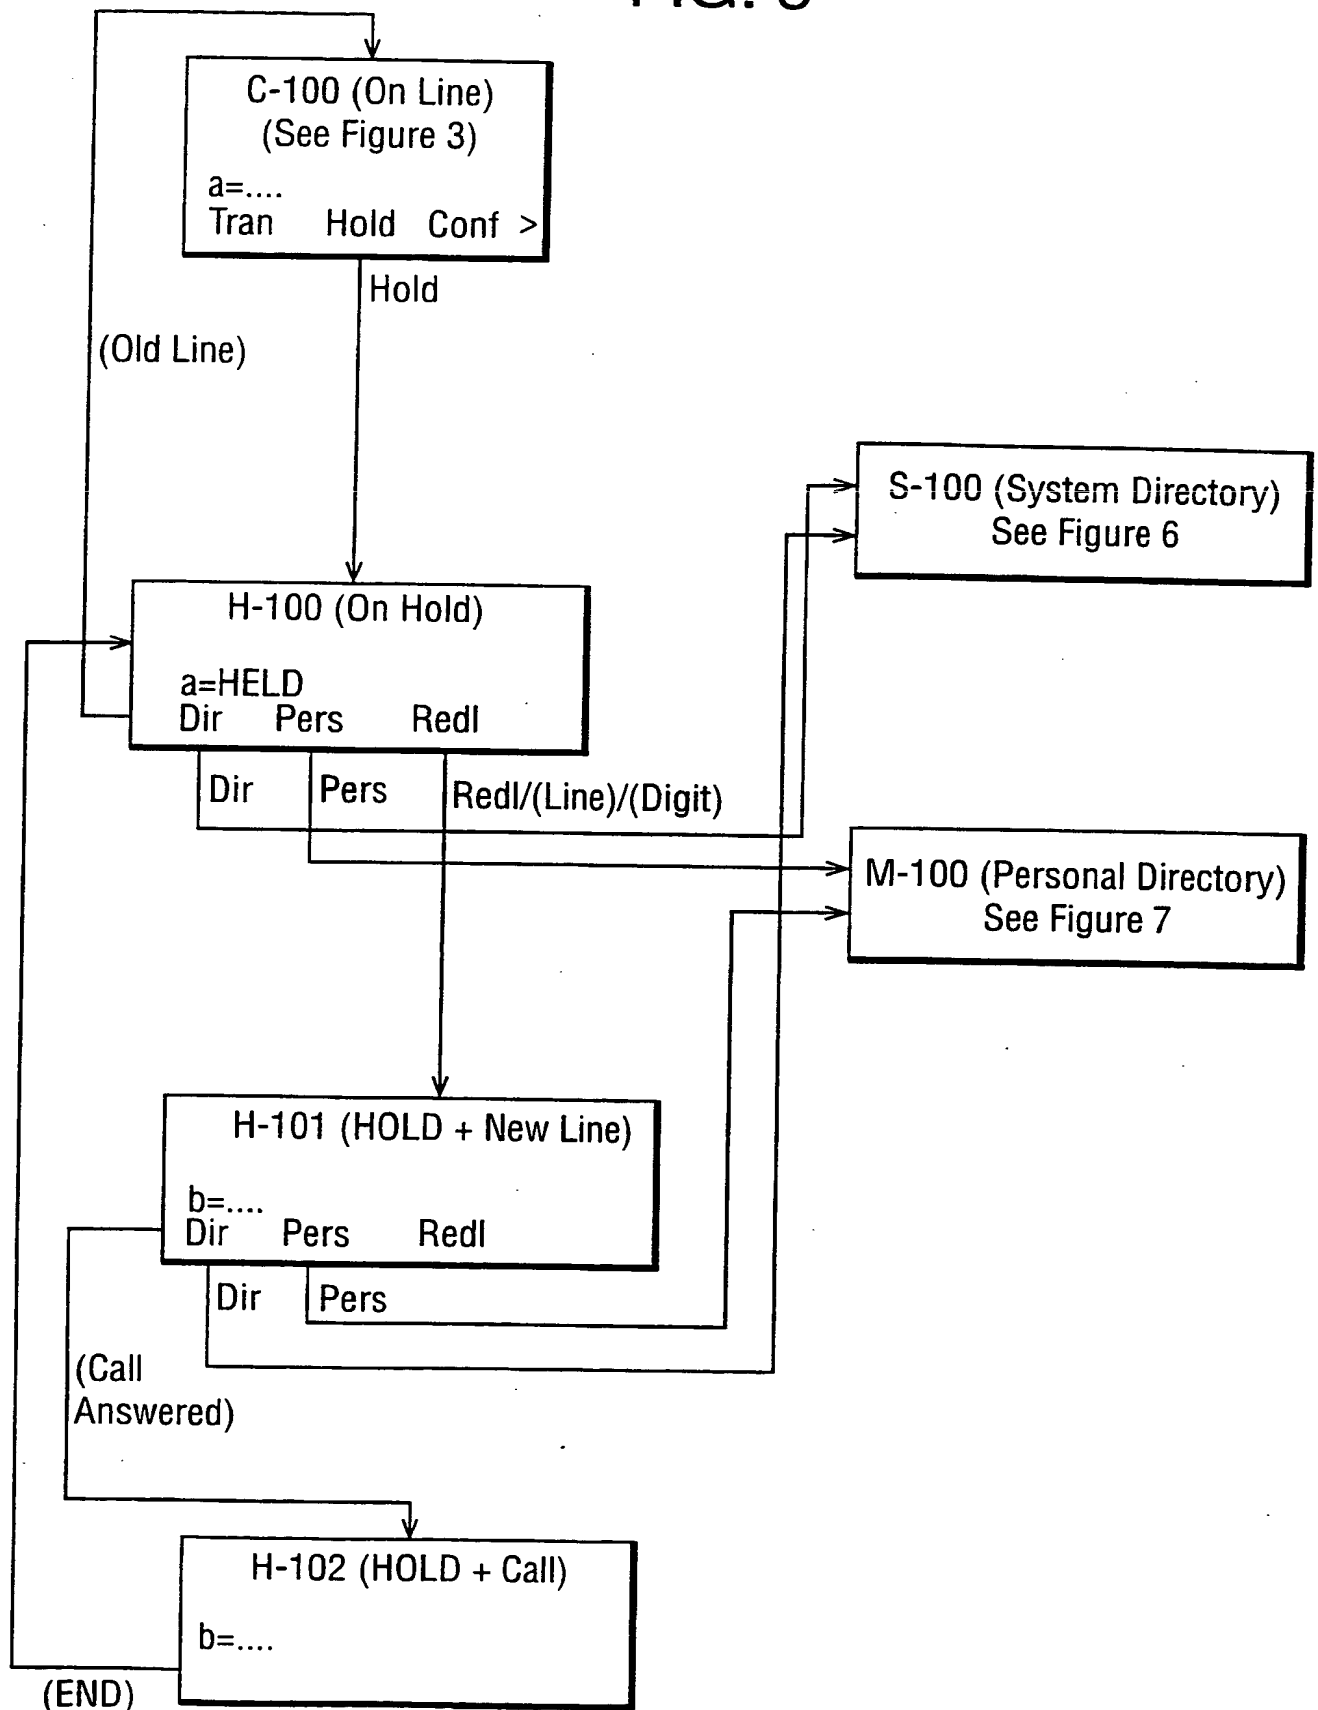 C-100 (On Line)
(See Figure 3)
a=....
Tran Hold Conf >
Hold
(Old Line)
S-100 (System Directory)
See Figure 6
H-100 (On Hold)
a=HELD
Dir Pers Redl
Dir Pers Redl/(Line)/(Digit)
M-100 (Personal Directory)
See Figure 7
H-101 (HOLD + New Line)
b=....
Dir Pers Redl
Dir Pers
(Call
Answered)
H-102 (HOLD + Call)
b=....
(END)